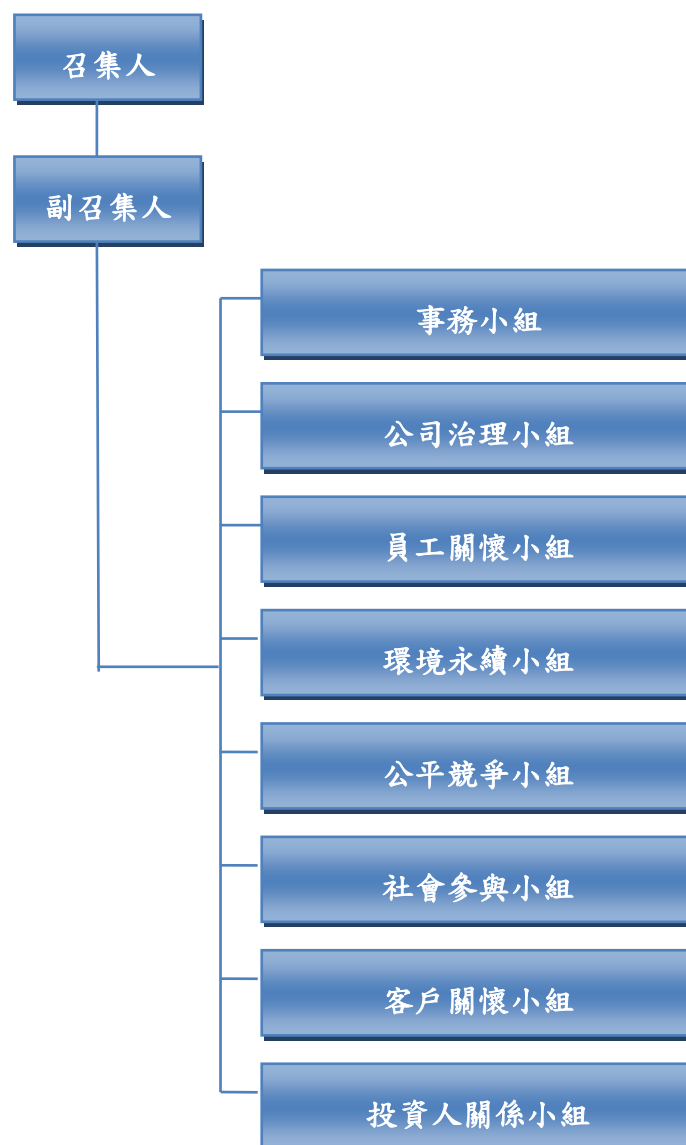 召集人
副召集人
事務小組
公司治理小組
員工關懷小組
環境永續小組
公平競爭小組
社會參與小組
客戶關懷小組
投資人關係小組